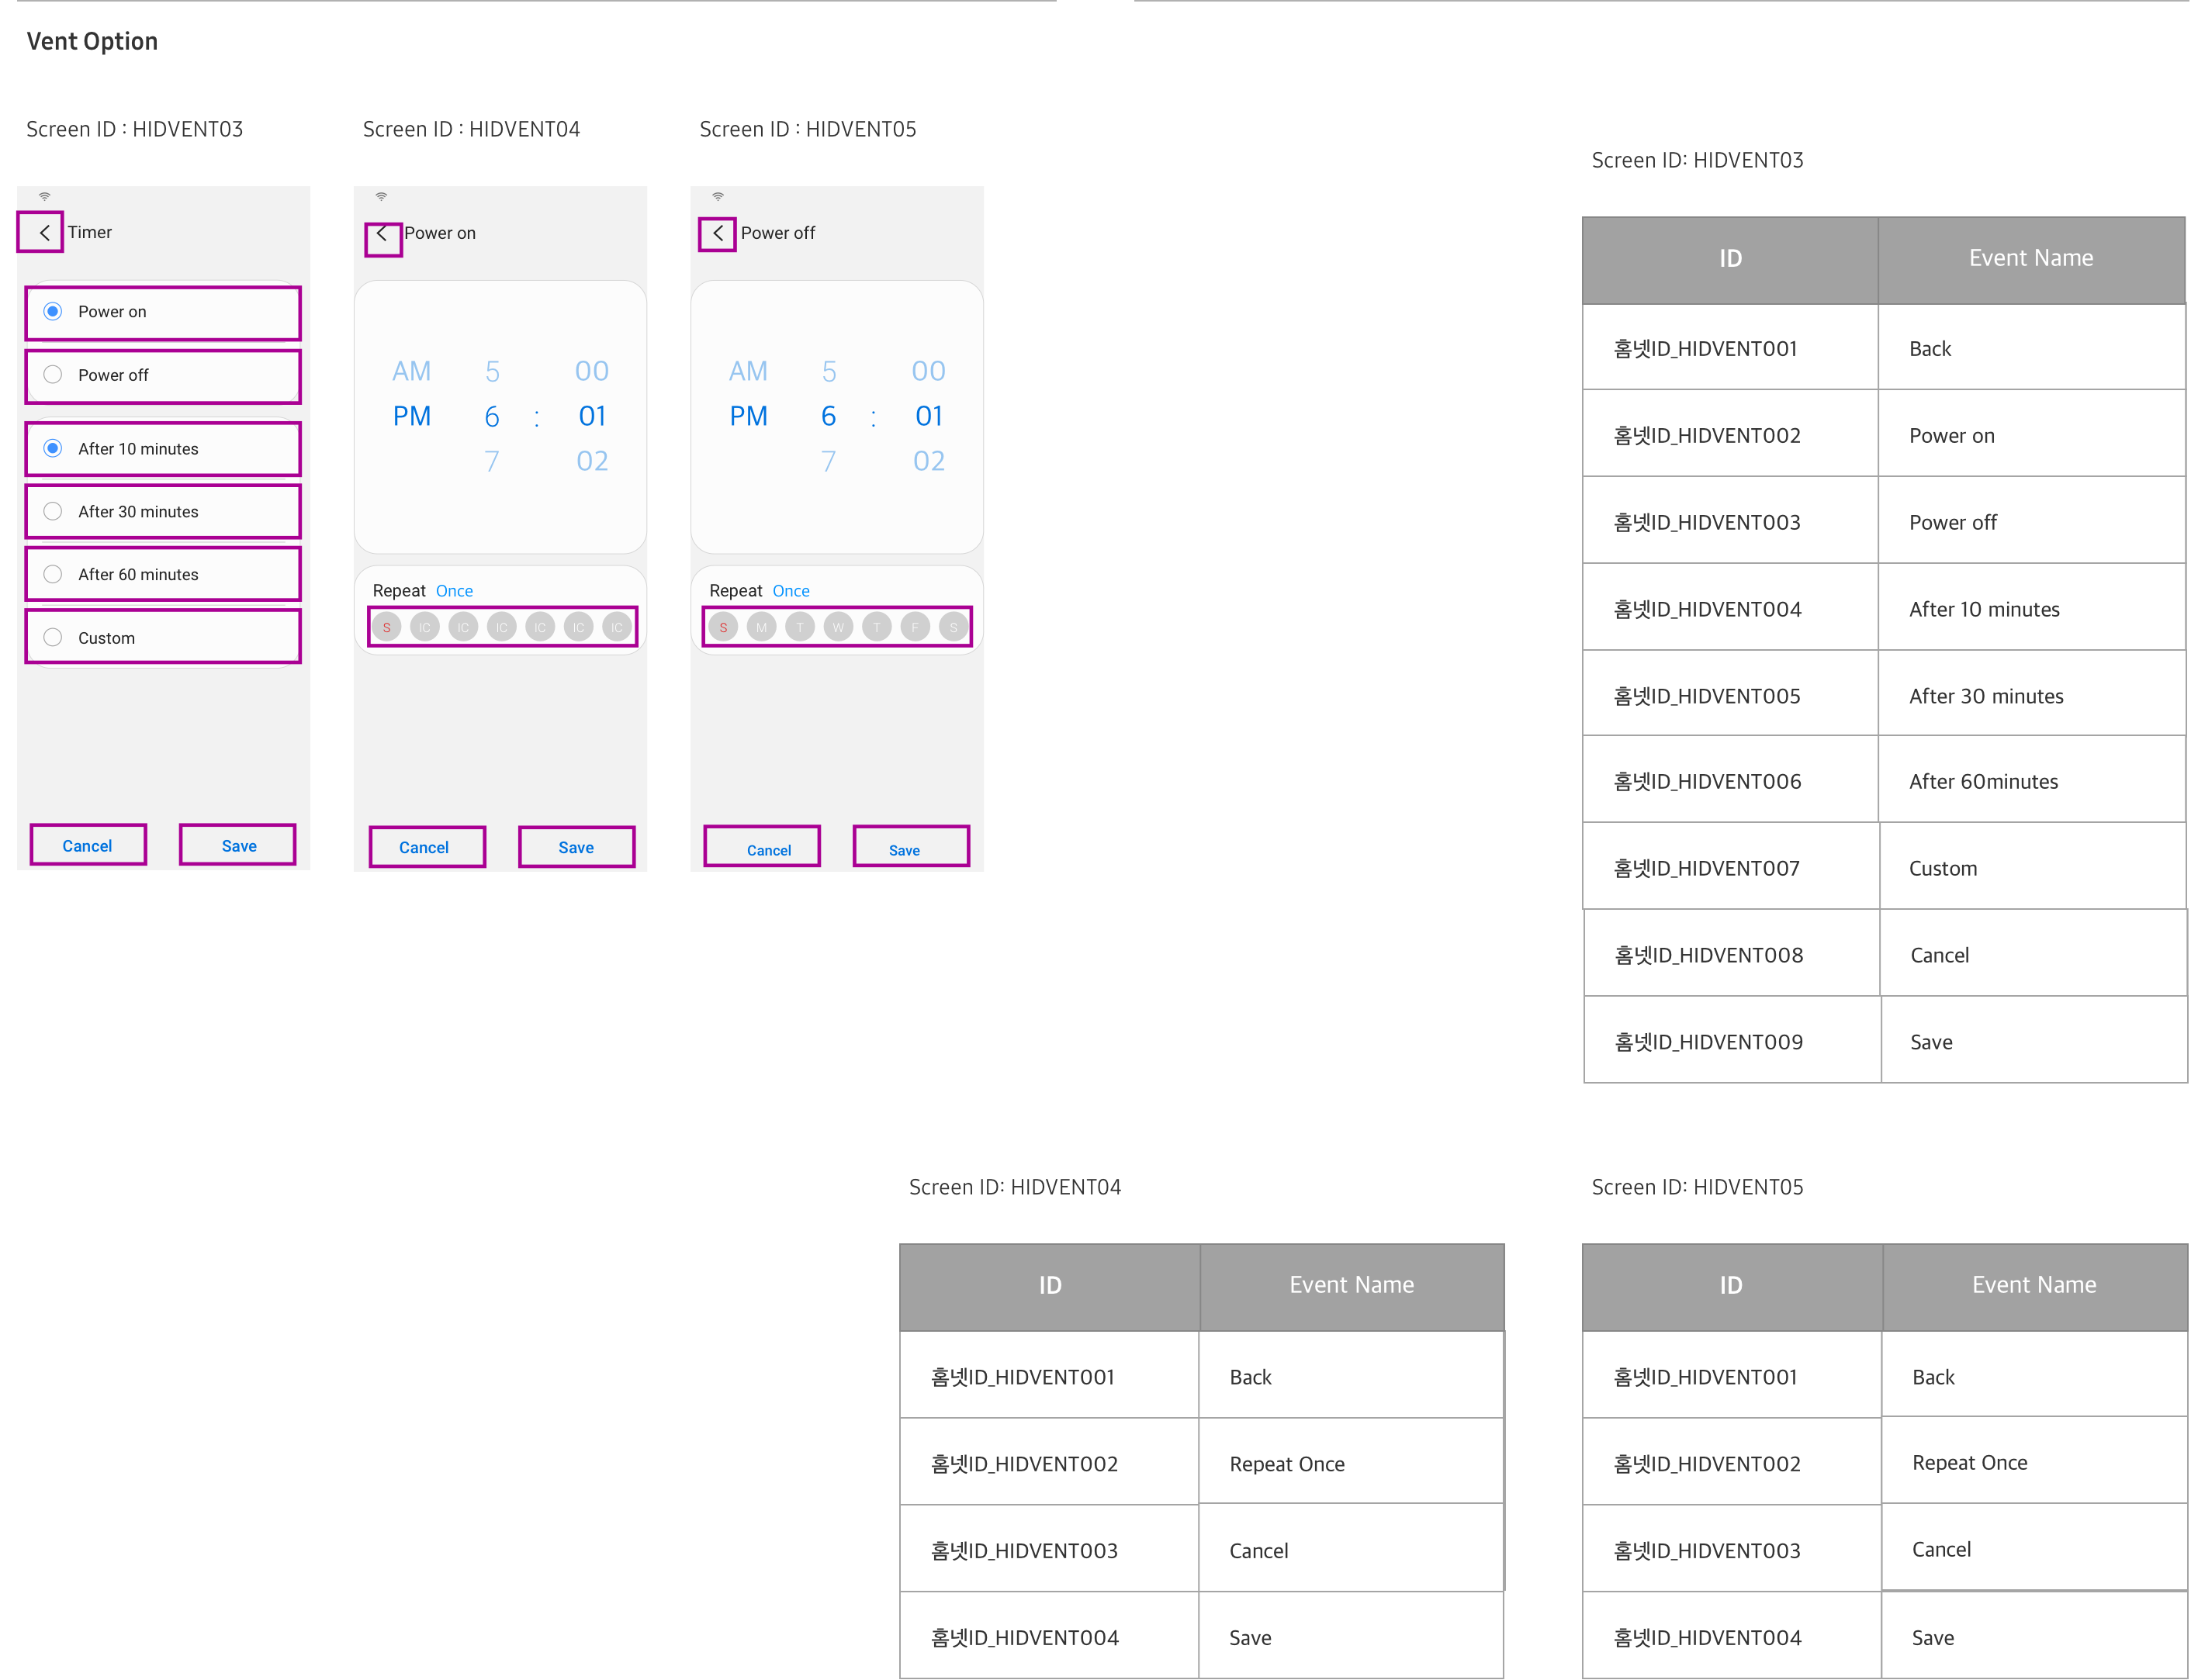 Vent Option
Screen ID : HIDVENT03
Timer
Power on
Power off
After 10 minutes
After 30 minutes
After 60 minutes
Custom
Cancel Save
Screen ID : HIDVENT04
Power on
AM 5 00
PM 6 : 01
7 02
Repeat Once
S IC IC IC IC IC IC
Cancel Save
Screen ID : HIDVENT05
Power off
AM 5 00
PM 6 : 01
7 02
Repeat Once
S M T W T F S
Cancel Save
Screen ID: HIDVENT03
ID Event Name
홈넷ID_HIDVENT001 Back
홈넷ID_HIDVENT002 Power on
홈넷ID_HIDVENT003 Power off
홈넷ID_HIDVENT004 After 10 minutes
홈넷ID_HIDVENT005 After 30 minutes
홈넷ID_HIDVENT006 After 60minutes
홈넷ID_HIDVENT007 Custom
홈넷ID_HIDVENT008 Cancel
홈넷ID_HIDVENT009 Save
Screen ID: HIDVENT04
ID Event Name
홈넷ID_HIDVENT001 Back
홈넷ID_HIDVENT002 Repeat Once
홈넷ID_HIDVENT003 Cancel
홈넷ID_HIDVENT004 Save
Screen ID: HIDVENT05
ID Event Name
홈넷ID_HIDVENT001 Back
홈넷ID_HIDVENT002 Repeat Once
홈넷ID_HIDVENT003 Cancel
홈넷ID_HIDVENT004 Save